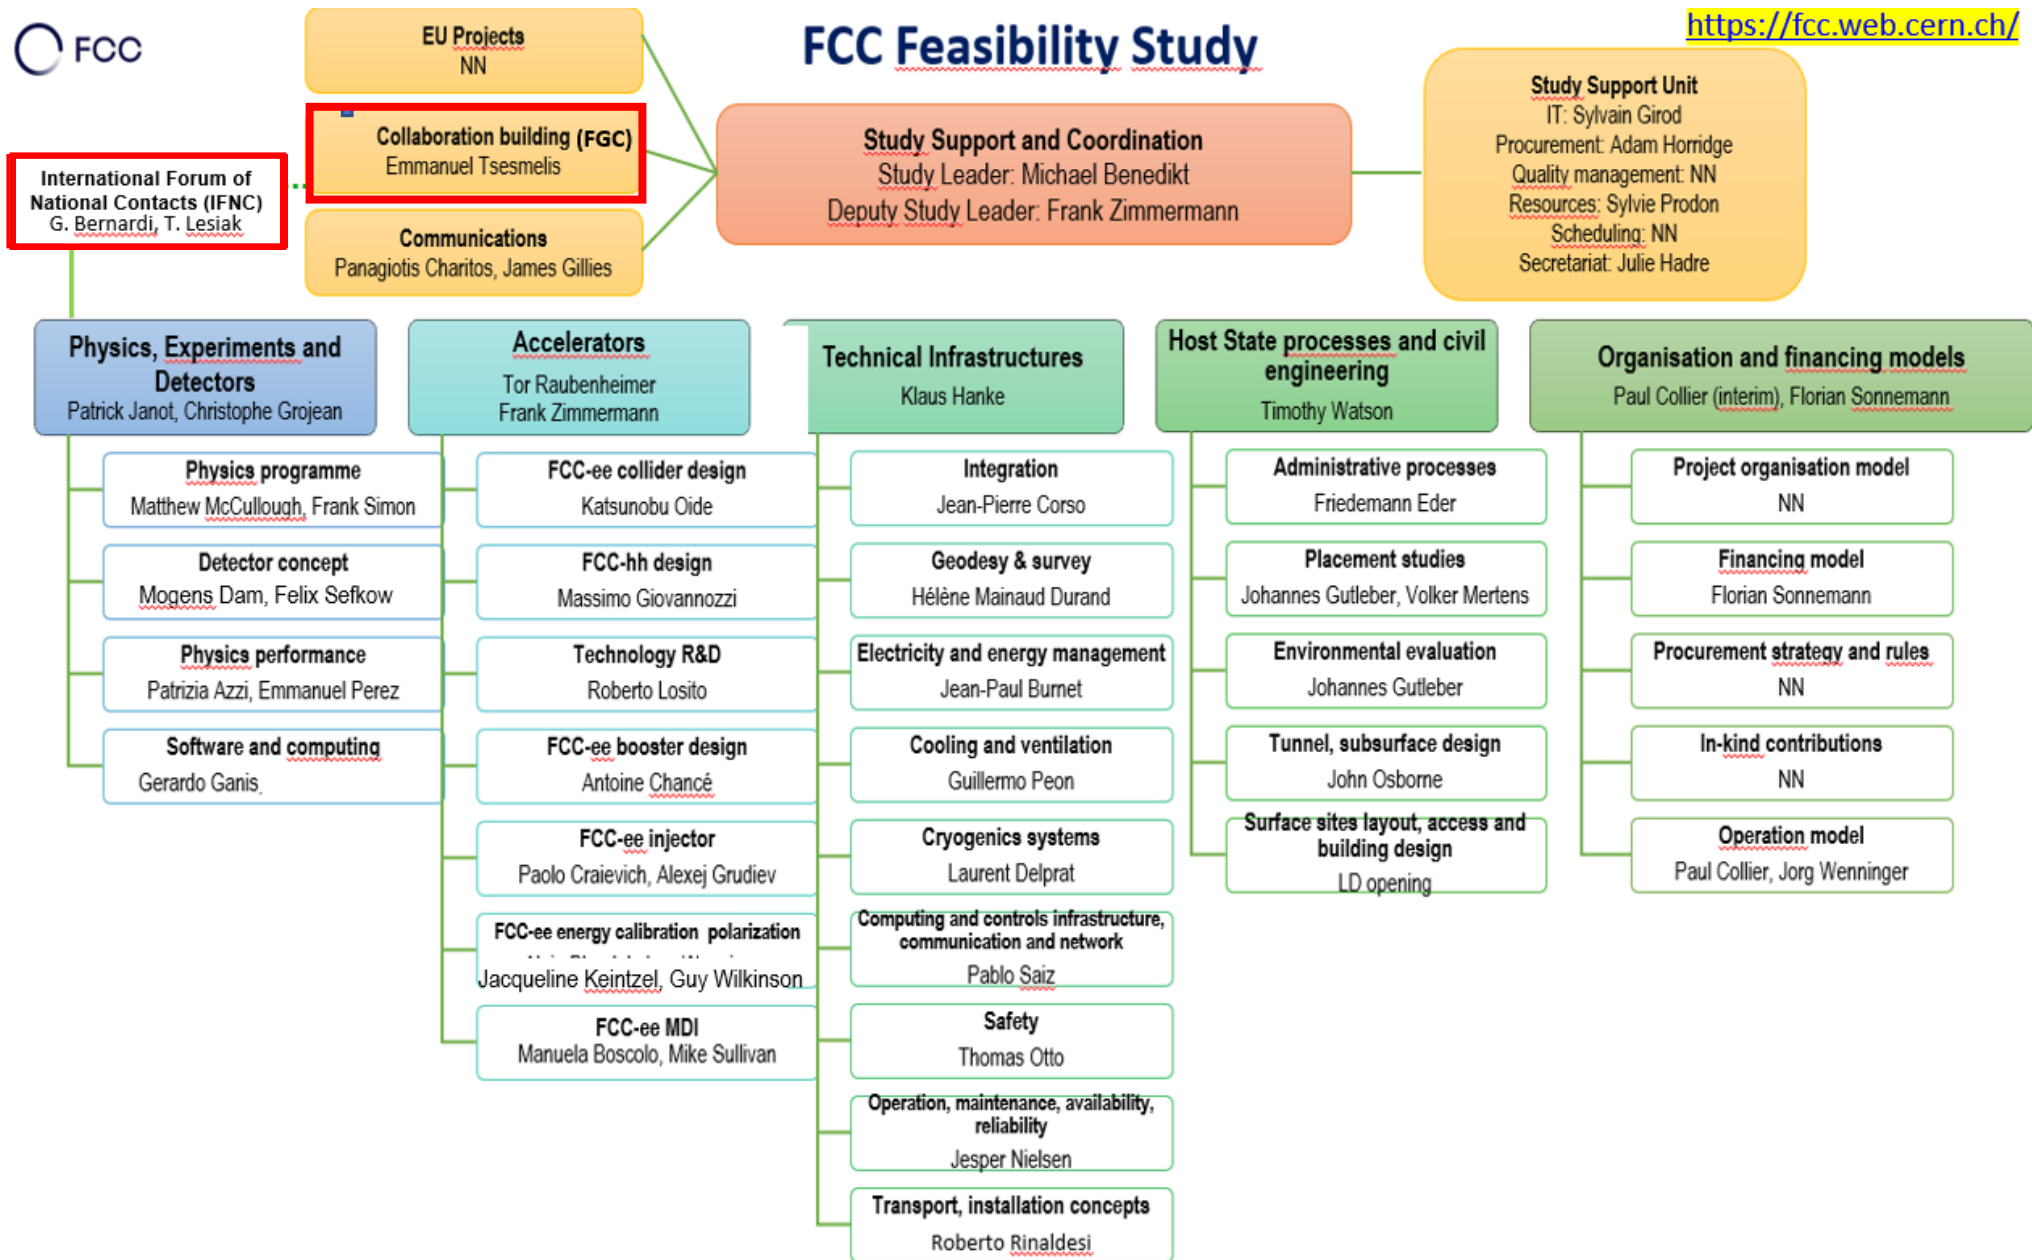 FCC
FCC Feasibility Study
https://fcc.web.cern.ch/
EU Projects
NN
Collaboration building (FGC)
Emmanuel Tsesmelis
International Forum of
National Contacts (IFNC)
G. Bernardi, T. Lesiak
Communications
Panagiotis Charitos, James Gillies
Study Support and Coordination
Study Leader: Michael Benedikt
Deputy Study Leader: Frank Zimmermann
Study Support Unit
IT: Sylvain Girod
Procurement: Adam Horridge
Quality management: NN
Resources: Sylvie Prodon
Scheduling: NN
Secretariat: Julie Hadre
Physics, Experiments and
Detectors
Patrick Janot, Christophe Grojean
Physics programme
Matthew McCullough, Frank Simon
Detector concept
Mogens Dam, Felix Sefkow
Physics performance
Patrizia Azzi, Emmanuel Perez
Software and computing
Gerardo Ganis
Accelerators
Tor Raubenheimer
Frank Zimmermann
FCC-ee collider design
Katsunobu Oide
FCC-hh design
Massimo Giovannozzi
Technology R&D
Roberto Losito
FCC-ee booster design
Antoine Chancé
FCC-ee injector
Paolo Craievich, Alexej Grudiev
FCC-ee energy calibration polarization
Jacqueline Keintzel, Guy Wilkinson
FCC-ee MDI
Manuela Boscolo, Mike Sullivan
Technical Infrastructures
Klaus Hanke
Integration
Jean-Pierre Corso
Geodesy & survey
Hélène Mainaud Durand
Electricity and energy management
Jean-Paul Burnet
Cooling and ventilation
Guillermo Peon
Cryogenics systems
Laurent Delprat
Computing and controls infrastructure,
communication and network
Pablo Saiz
Safety
Thomas Otto
Operation, maintenance, availability,
reliability
Jesper Nielsen
Transport, installation concepts
Roberto Rinaldesi
Host State processes and civil
engineering
Timothy Watson
Administrative processes
Friedemann Eder
Placement studies
Johannes Gutleber, Volker Mertens
Environmental evaluation
Johannes Gutleber
Tunnel, subsurface design
John Osborne
Surface sites layout, access and
building design
LD opening
Organisation and financing models
Paul Collier (interim), Florian Sonnemann
Project organisation model
NN
Financing model
Florian Sonnemann
Procurement strategy and rules
NN
In-kind contributions
NN
Operation model
Paul Collier, Jorg Wenninger